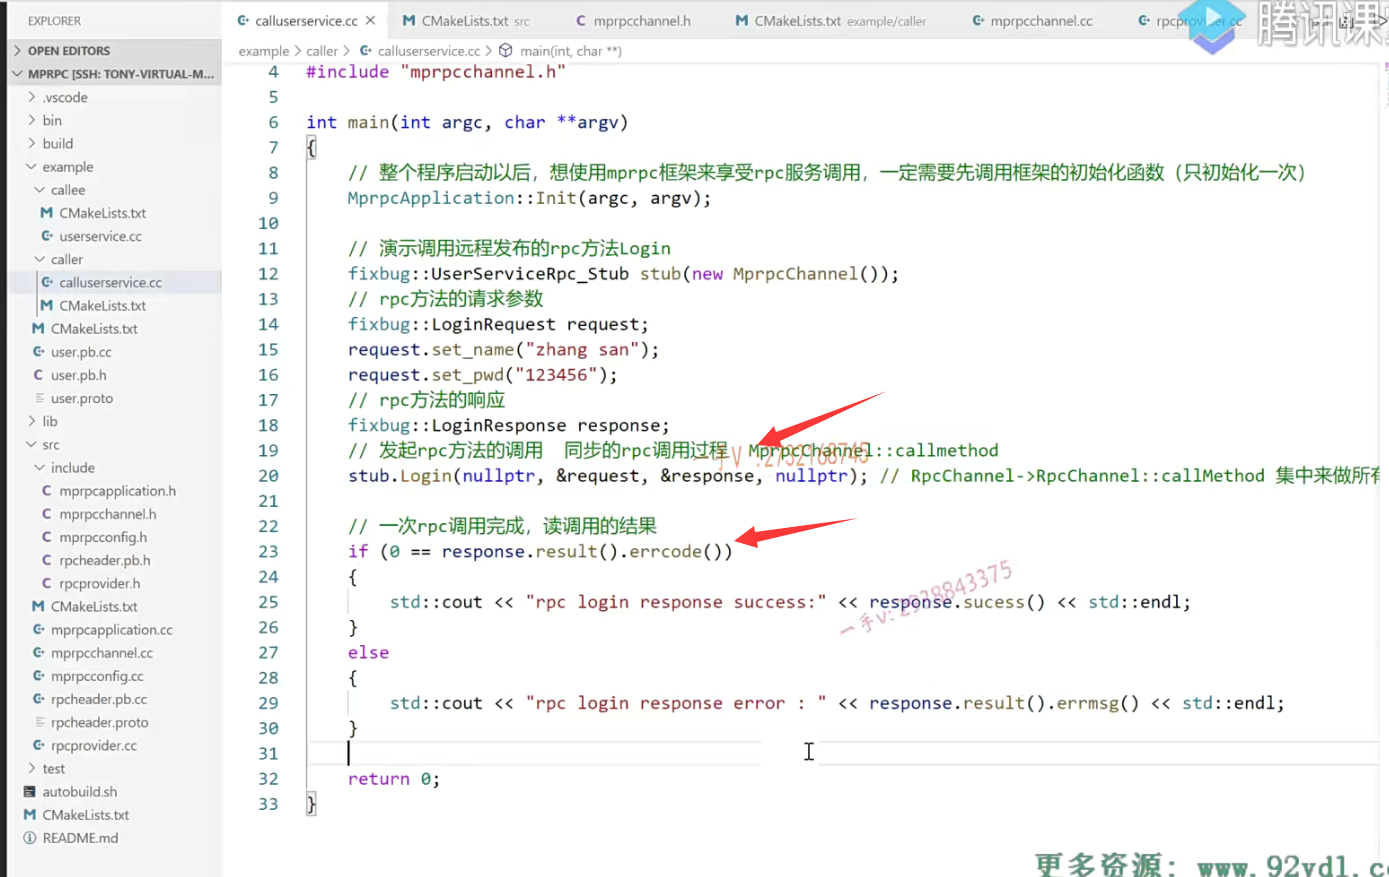 EXPLORER
OPEN EDITORS
MPRPC [SSH: TONY-VIRTUAL-M...
.vscode
bin
build
example
callee
CMakeLists.txt
userservice.cc
caller
calluserservice.cc
CMakeLists.txt
CMakeLists.txt
user.pb.cc
user.pb.h
user.proto
lib
src
include
mprpcapplication.h
mprpcchannel.h
mprpcconfig.h
rpcheader.pb.h
rpcprovider.h
CMakeLists.txt
mprpcapplication.cc
mprpcchannel.cc
mprpcconfig.cc
rpcheader.pb.cc
rpcheader.proto
rpcprovider.cc
test
autobuild.sh
CMakeLists.txt
README.md
calluserservice.cc CMakeLists.txt src mprpcchannel.h CMakeLists.txt example/caller mprpcchannel.cc rpcprovider.cc
腾讯课
example > caller > calluserservice.cc > main(int, char **)
4 #include "mprpcchannel.h"
5
6 int main(int argc, char **argv)
7 {
8 // 整个程序启动以后，想使用mprpc框架来享受rpc服务调用，一定需要先调用框架的初始化函数（只初始化一次）
9 MprpcApplication::Init(argc, argv);
10
11 // 演示调用远程发布的rpc方法Login
12 fixbug::UserServiceRpc_Stub stub(new MprpcChannel());
13 // rpc方法的请求参数
14 fixbug::LoginRequest request;
15 request.set_name("zhang san");
16 request.set_pwd("123456");
17 // rpc方法的响应
18 fixbug::LoginResponse response;
19 // 发起rpc方法的调用 同步的rpc调用过程 MprpcChannel::callmethod
20 stub.Login(nullptr, &request, &response, nullptr); // RpcChannel->RpcChannel::callMethod 集中来做所有
21
22 // 一次rpc调用完成，读调用的结果
23 if (0 == response.result().errcode())
24 {
25 std::cout << "rpc login response success:" << response.sucess() << std::endl;
26 }
27 else
28 {
29 std::cout << "rpc login response error : " << response.result().errmsg() << std::endl;
30 }
31
32 return 0;
33 }
一手V :2732168745
一手v: 2938843375
更多资源: www.92yd1.c